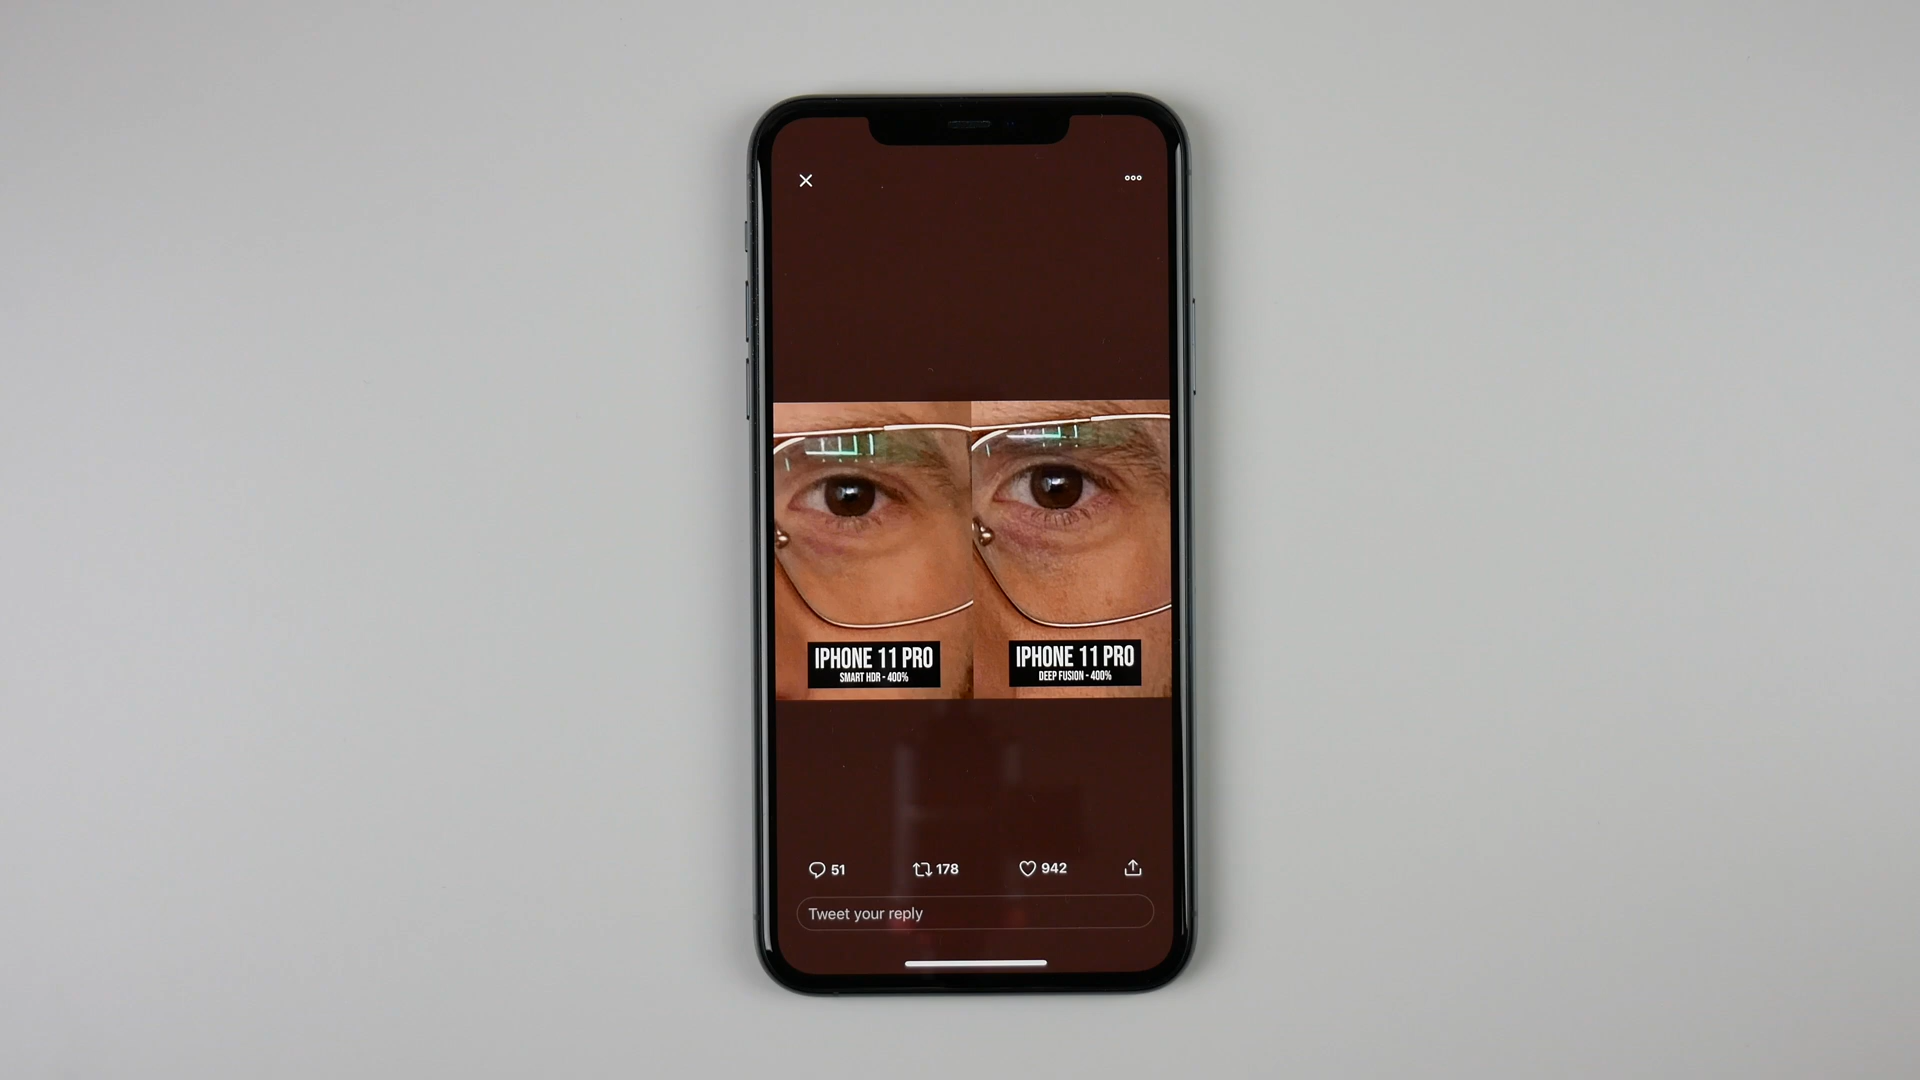 IPHONE 11 PRO
SMART HDR - 400%
IPHONE 11 PRO
DEEP FUSION - 400%
51
178
942
Tweet your reply